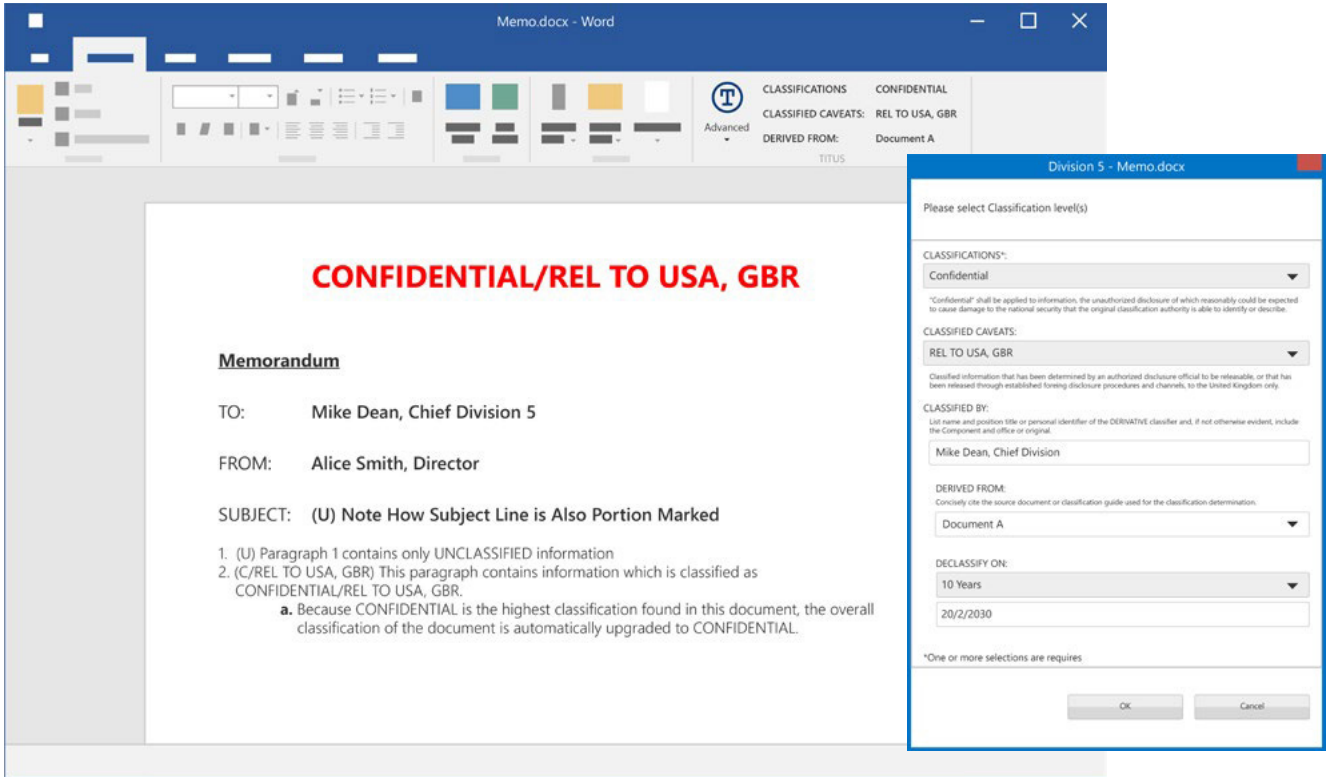 Memo.docx - Word
Advanced
CLASSIFICATIONS CONFIDENTIAL
CLASSIFIED CAVEATS: REL TO USA, GBR
DERIVED FROM: Document A
TITUS
CONFIDENTIAL/REL TO USA, GBR
Memorandum
TO: Mike Dean, Chief Division 5
FROM: Alice Smith, Director
SUBJECT: (U) Note How Subject Line is Also Portion Marked
1. (U) Paragraph 1 contains only UNCLASSIFIED information
2. (C/REL TO USA, GBR) This paragraph contains information which is classified as
CONFIDENTIAL/REL TO USA, GBR.
a. Because CONFIDENTIAL is the highest classification found in this document, the overall
classification of the document is automatically upgraded to CONFIDENTIAL.
Division 5 - Memo.docx
Please select Classification level(s)
CLASSIFICATIONS*:
Confidential
"Confidential" shall be applied to information, the unauthorized disclosure of which reasonably could be expected
to cause damage to the national security that the original classification authority is able to identify or describe.
CLASSIFIED CAVEATS:
REL TO USA, GBR
Classified information that has been determined by an authorized disclosure official to be releasable, or that has
been released through established foreing disclosure procedures and channels, to the United Kingdom only.
CLASSIFIED BY:
List name and position title or personal identifier of the DERIVATIVE classifier and, if not otherwise evident, include
the Component and office or original.
Mike Dean, Chief Division
DERIVED FROM:
Concisely cite the source document or classification guide used for the classification determination.
Document A
DECLASSIFY ON:
10 Years
20/2/2030
*One or more selections are requires
OK Cancel